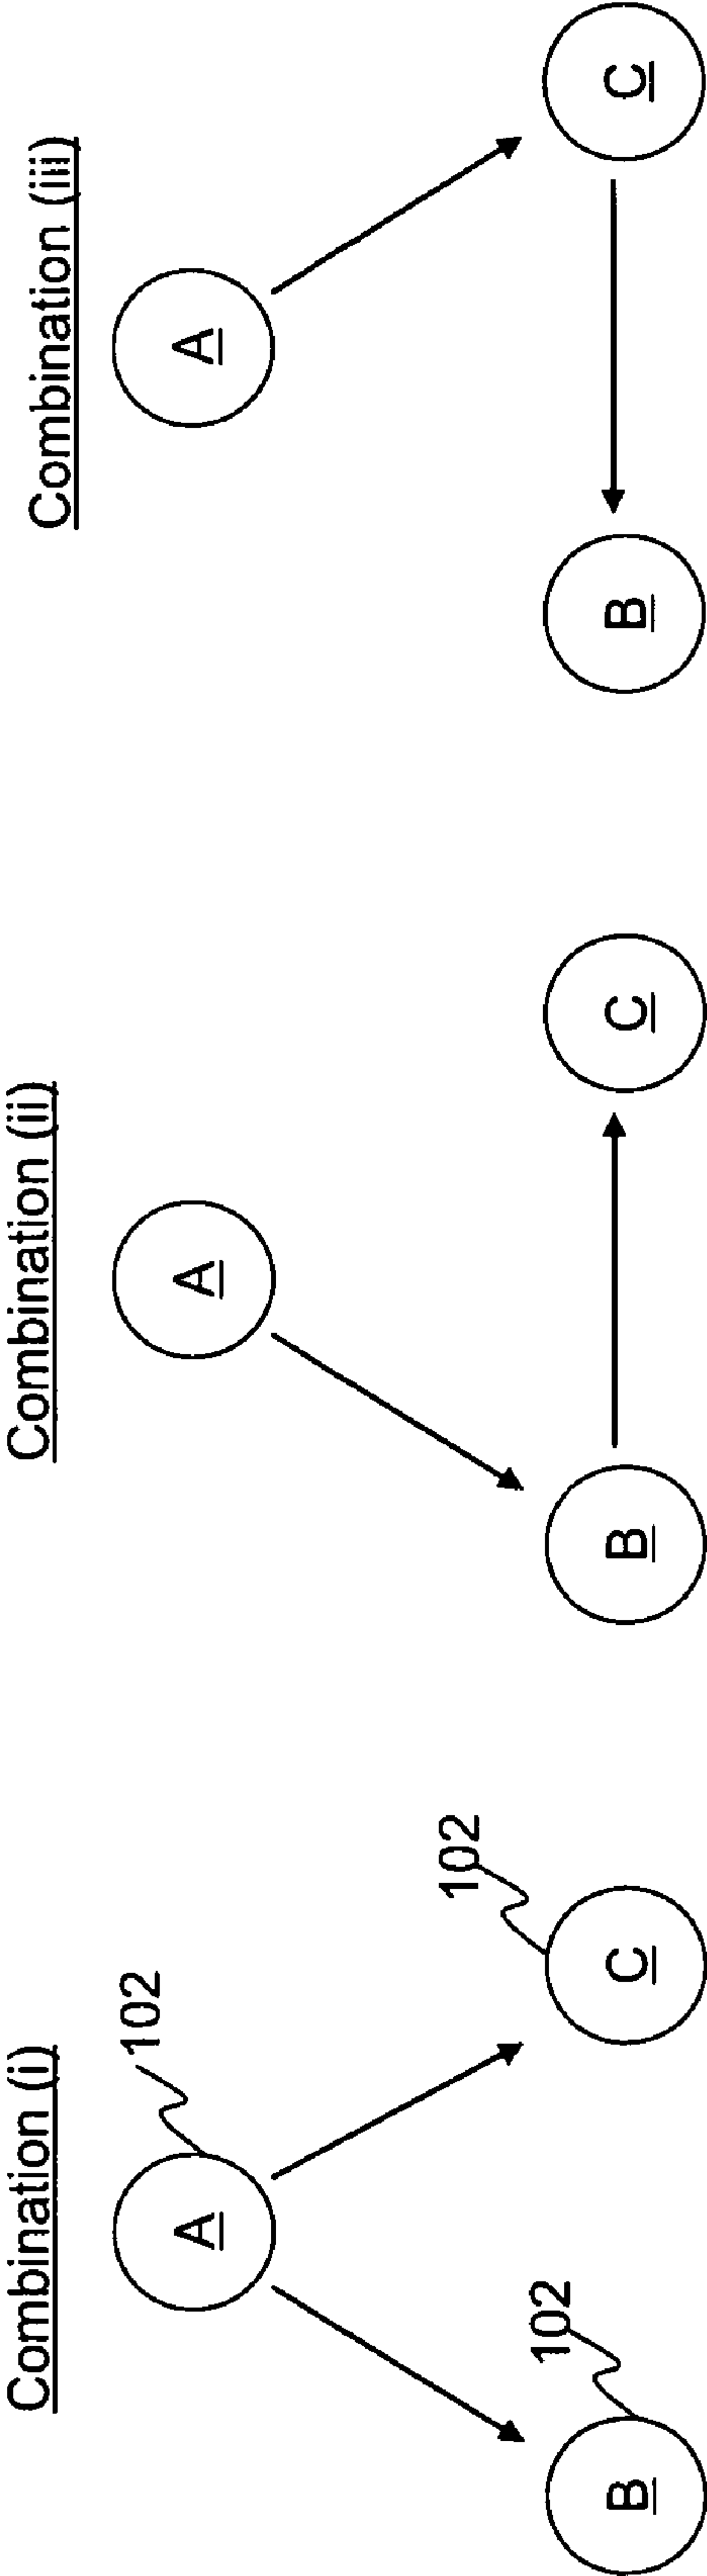 Combination (i)
A
102
B
102
C
102
Combination (ii)
A
B
C
Combination (iii)
A
B
C